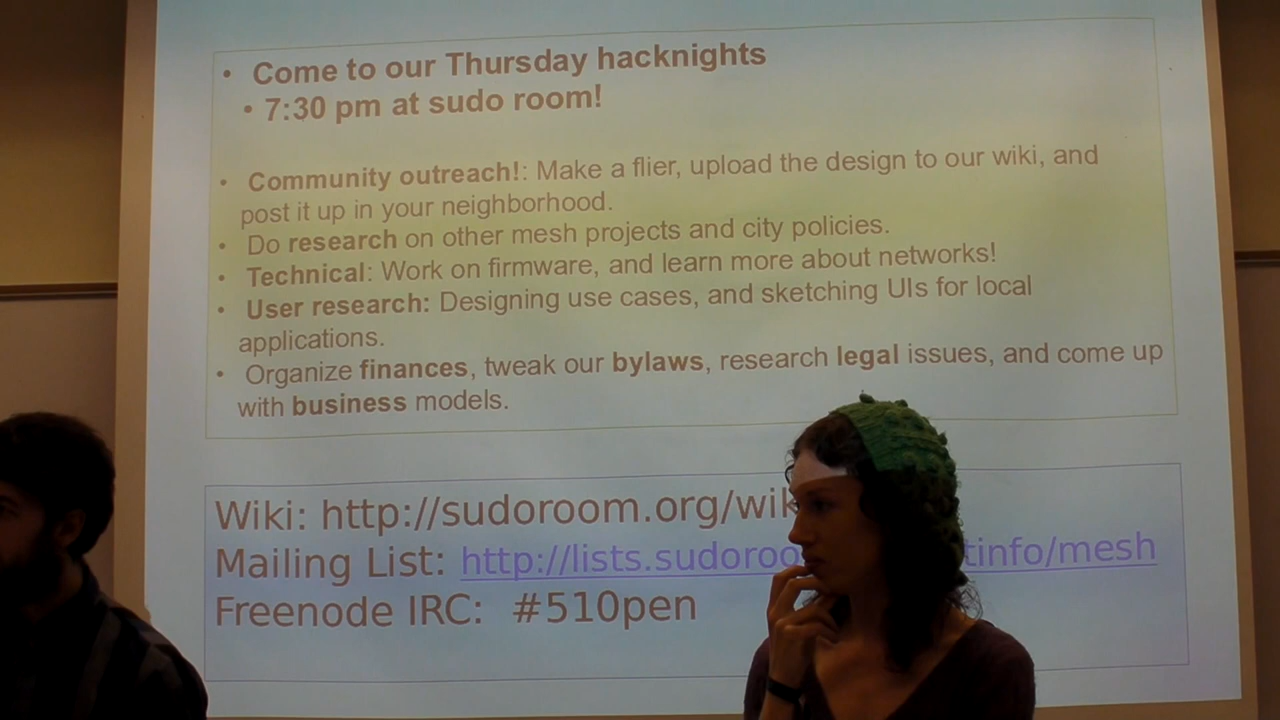 • Come to our Thursday hacknights
• 7:30 pm at sudo room!
• Community outreach!: Make a flier, upload the design to our wiki, and
post it up in your neighborhood.
• Do research on other mesh projects and city policies.
• Technical: Work on firmware, and learn more about networks!
• User research: Designing use cases, and sketching UIs for local
applications.
• Organize finances, tweak our bylaws, research legal issues, and come up
with business models.
Wiki: http://sudoroom.org/wik
Mailing List: http://lists.sudoroo tinfo/mesh
Freenode IRC: #510pen